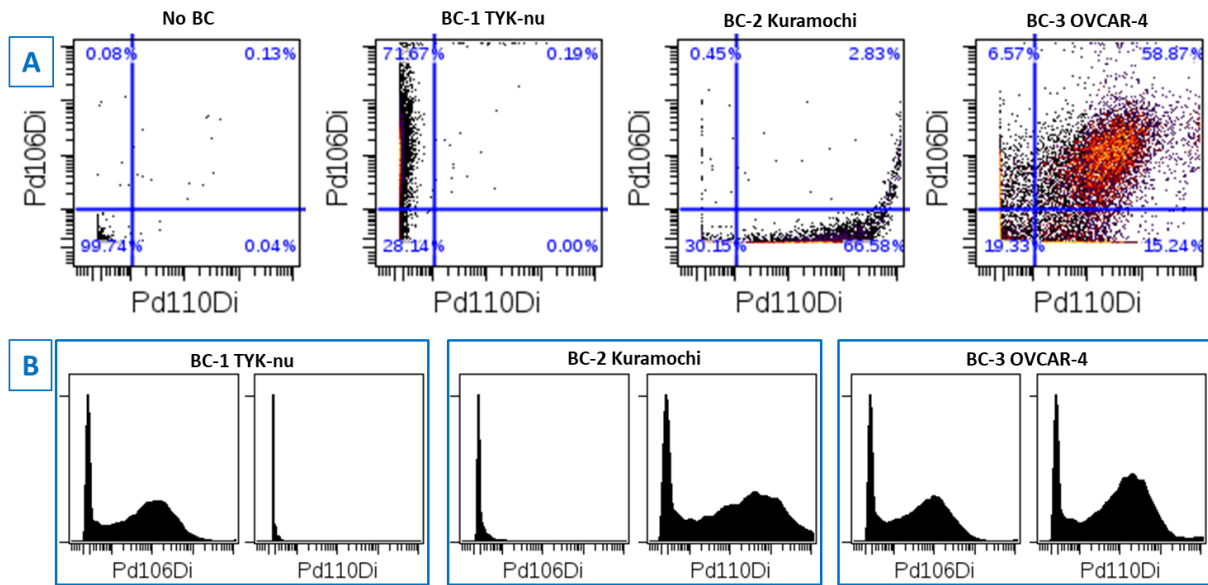 No BC
BC-1 TYK-nu
BC-2 Kuramochi
BC-3 OVCAR-4
A
0.08% 0.13%
99.74% 0.04%
Pd106Di
Pd110Di
71.67% 0.19%
28.14% 0.00%
Pd106Di
Pd110Di
0.45% 2.83%
30.15% 66.58%
Pd106Di
Pd110Di
6.57% 58.87%
19.33% 15.24%
Pd106Di
Pd110Di
B
BC-1 TYK-nu
Pd106Di Pd110Di
BC-2 Kuramochi
Pd106Di Pd110Di
BC-3 OVCAR-4
Pd106Di Pd110Di